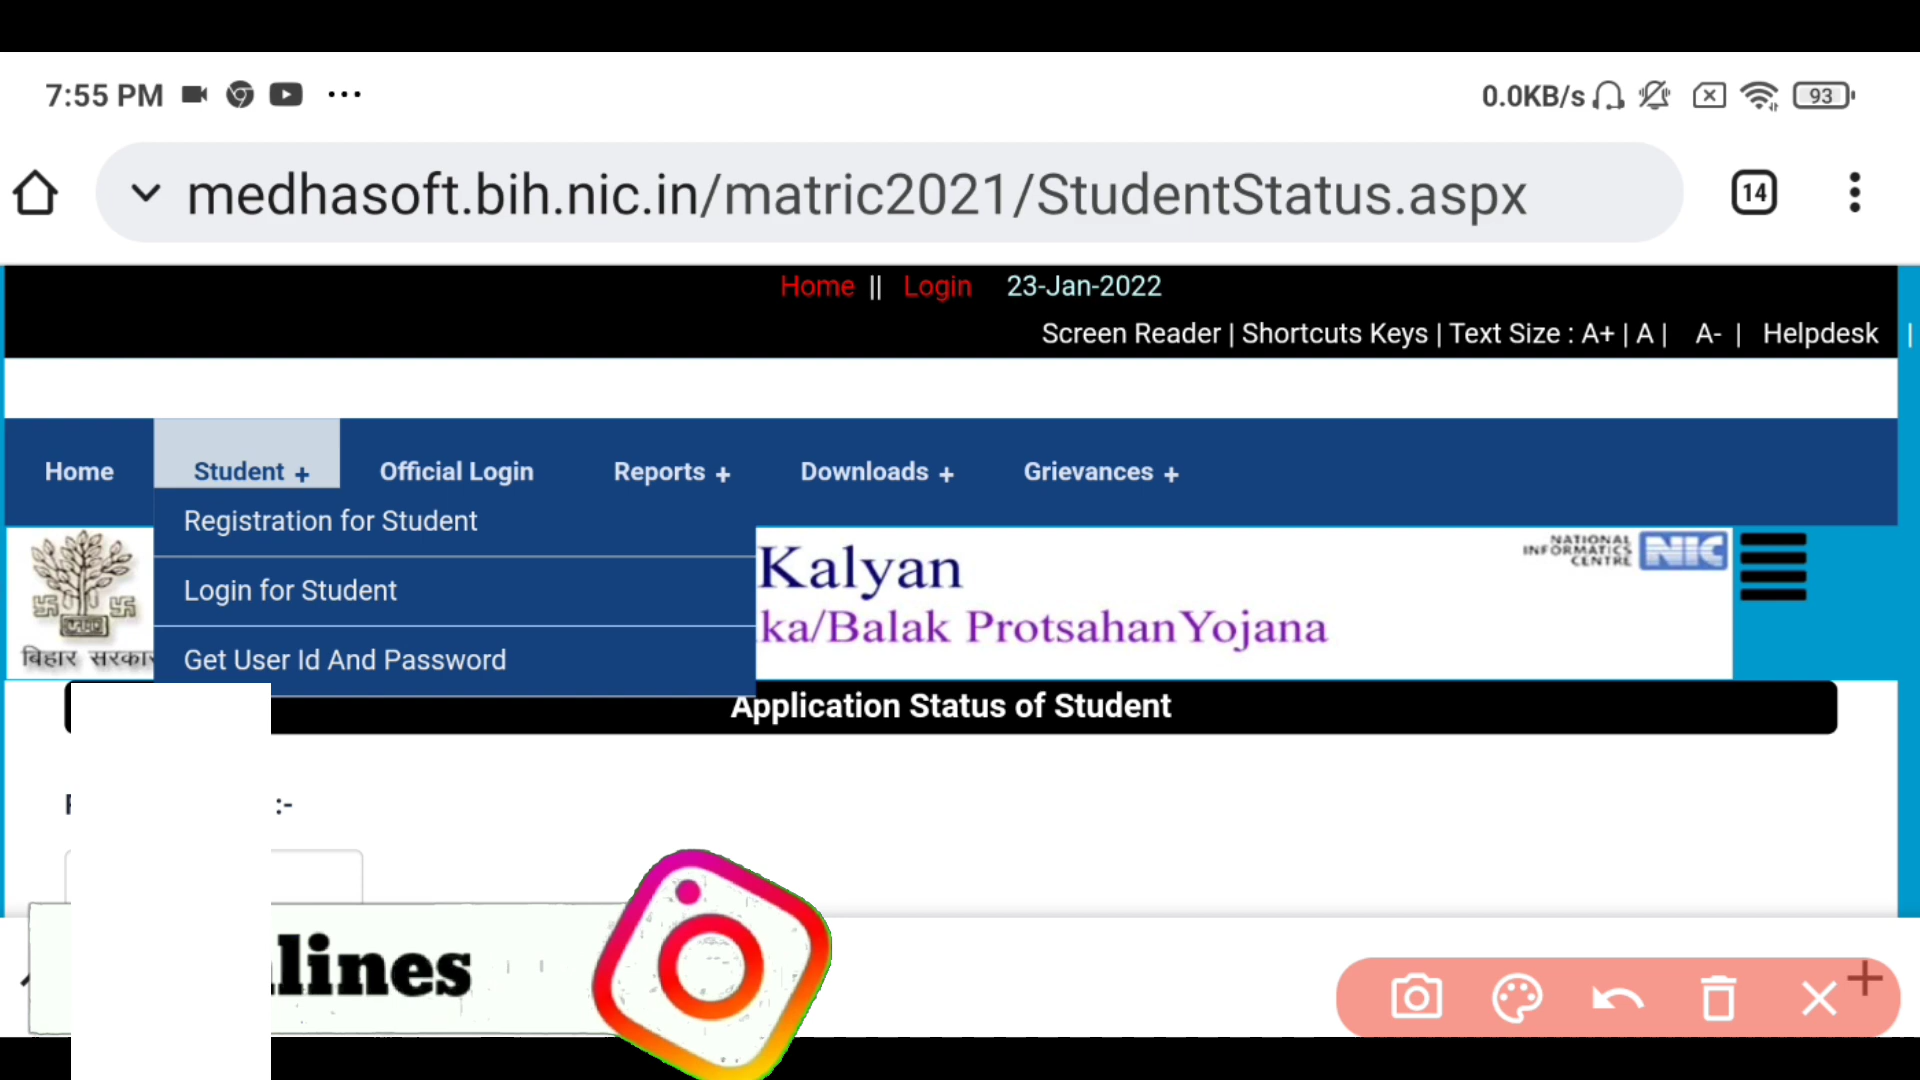 7:55 PM
0.0KB/s
93
medhasoft.bih.nic.in/matric2021/StudentStatus.aspx
14
Home || Login 23-Jan-2022
Screen Reader | Shortcuts Keys | Text Size : A+ | A | A- | Helpdesk |
Home Student + Official Login Reports + Downloads + Grievances +
Registration for Student
Login for Student
Get User Id And Password
Kalyan
ka/Balak Protsahan Yojana
NATIONAL
INFORMATICS
CENTRE
NIC
बिहार सरकार
Application Status of Student
:-
lines